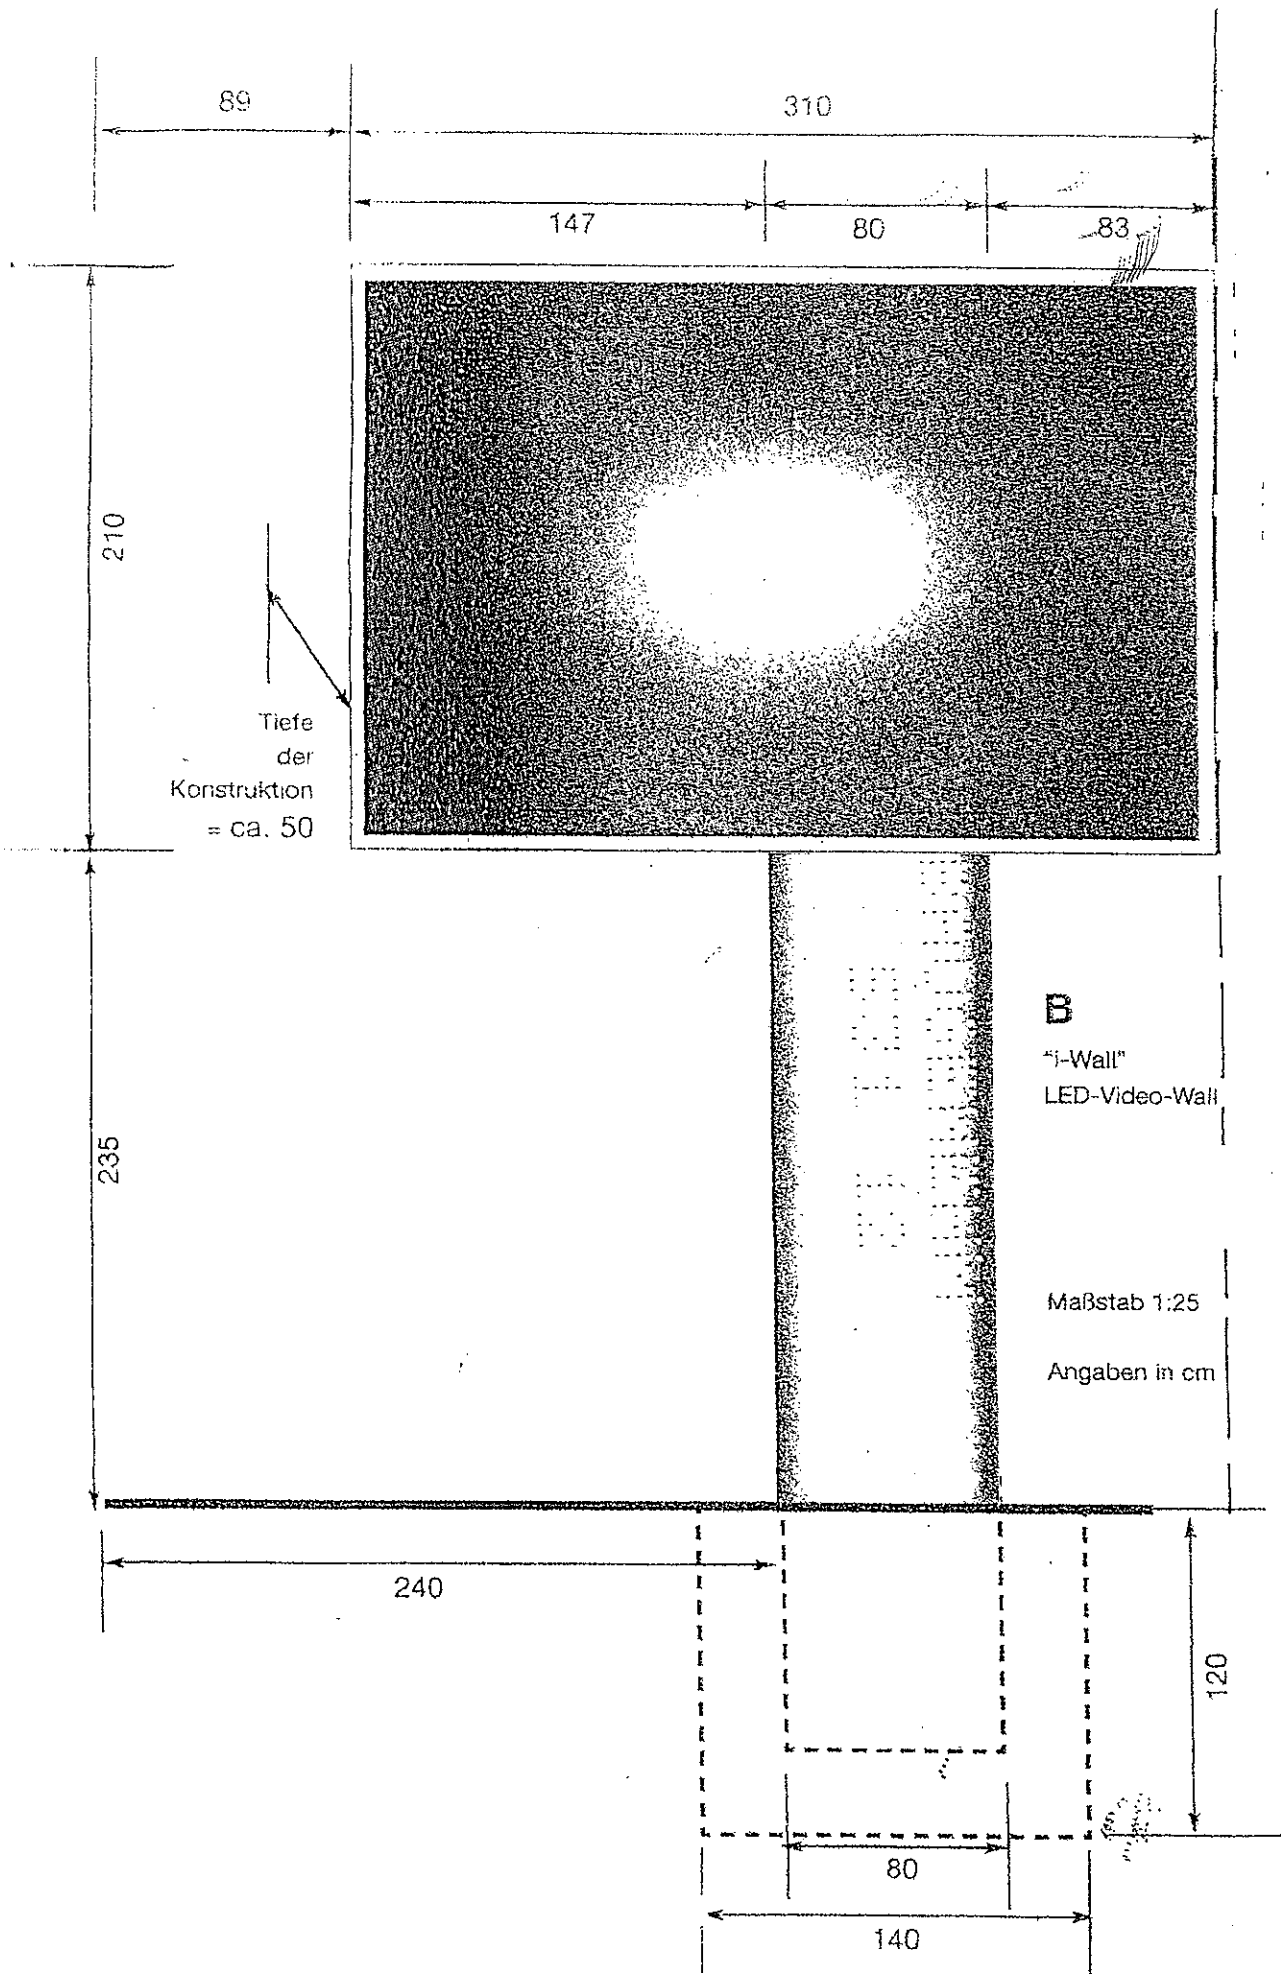 89
310
147
80
83
210
Tiefe
der
Konstruktion
= ca. 50
B
"i-Wall"
LED-Video-Wall
235
Maßstab 1:25
Angaben in cm
240
120
80
140